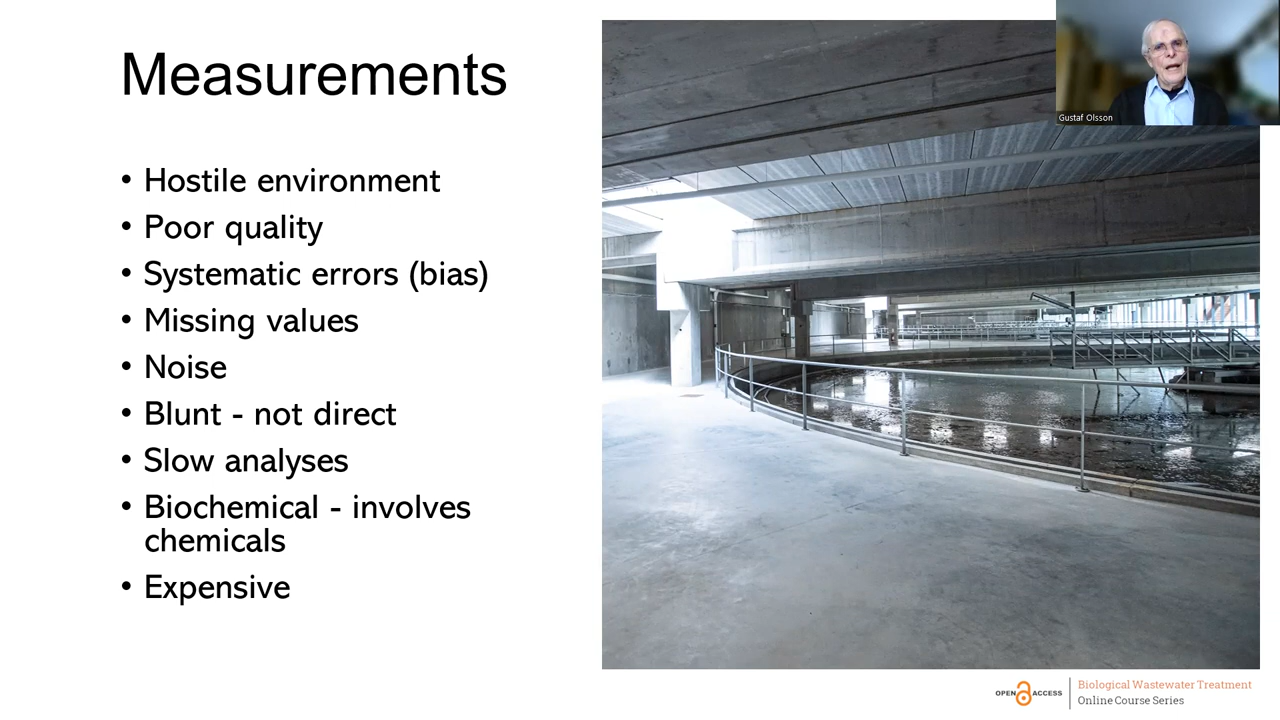 Measurements
• Hostile environment
• Poor quality
• Systematic errors (bias)
• Missing values
• Noise
• Blunt - not direct
• Slow analyses
• Biochemical - involves
chemicals
• Expensive
Gustaf Olsson
OPEN ACCESS
Biological Wastewater Treatment
Online Course Series